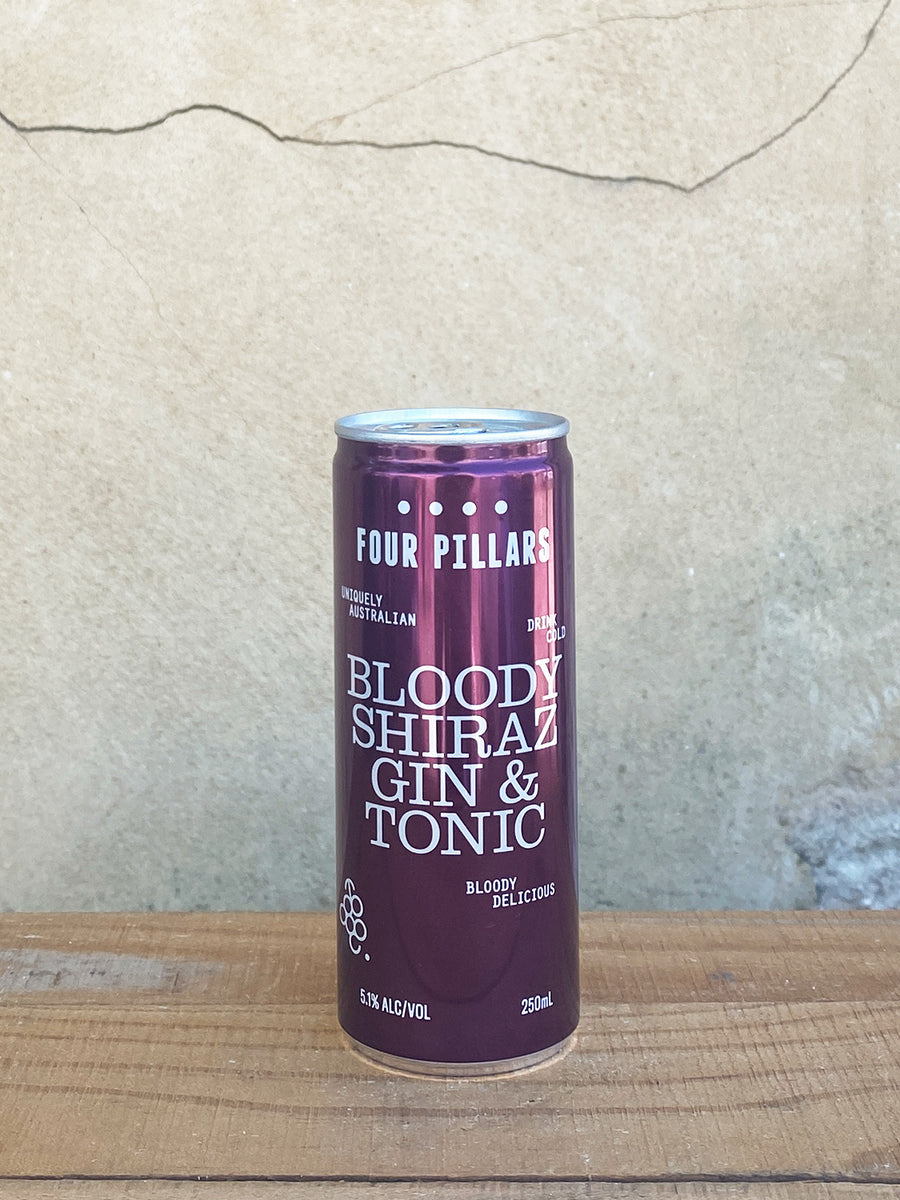 FOUR PILLARS
UNIQUELY
AUSTRALIAN
DRINK
COLD
BLOODY
SHIRAZ
GIN &
TONIC
BLOODY
DELICIOUS
5.1% ALC/VOL
250mL